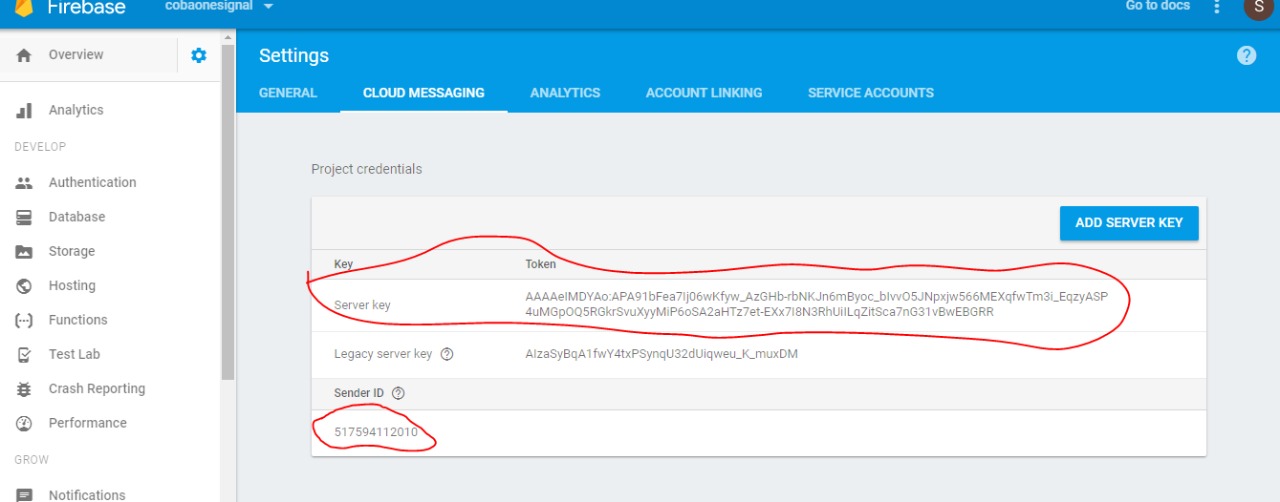 Firebase
cobaonesignal
Go to docs
S
Overview
Settings
GENERAL
CLOUD MESSAGING
ANALYTICS
ACCOUNT LINKING
SERVICE ACCOUNTS
Analytics
DEVELOP
Authentication
Database
Storage
Hosting
Functions
Test Lab
Crash Reporting
Performance
GROW
Notifications
Project credentials
ADD SERVER KEY
Key Token
Server key
AAAAeIMDYAo:APA91bFea7Ij06wKfyw_AzGHb-rbNKJn6mByoc_bIvvO5JNpxjw566MEXqfwTm3i_EqzyASP
4uMGpOQ5RGkrSvuXyyMiP6oSA2aHTz7et-EXx7I8N3RhUiILqZitSca7nG31vBwEBGRR
Legacy server key AIzaSyBqA1fwY4txPSynqU32dUiqweu_K_muxDM
Sender ID
517594112010